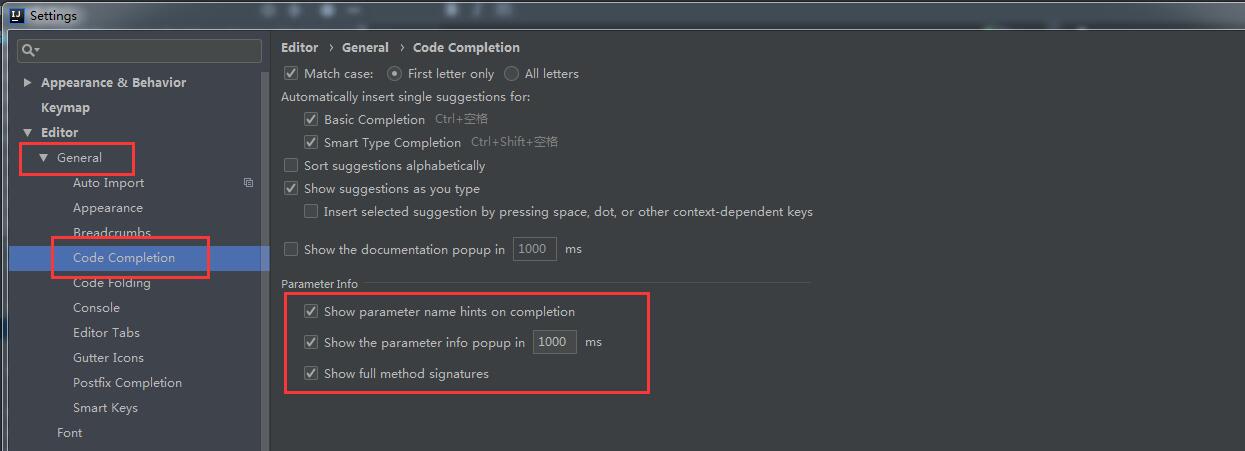 IJ Settings
Editor › General › Code Completion
Appearance & Behavior
Keymap
Editor
General
Auto Import
Appearance
Breadcrumbs
Code Completion
Code Folding
Console
Editor Tabs
Gutter Icons
Postfix Completion
Smart Keys
Font
Match case: First letter only All letters
Automatically insert single suggestions for:
Basic Completion Ctrl+空格
Smart Type Completion Ctrl+Shift+空格
Sort suggestions alphabetically
Show suggestions as you type
Insert selected suggestion by pressing space, dot, or other context-dependent keys
Show the documentation popup in 1000 ms
Parameter Info
Show parameter name hints on completion
Show the parameter info popup in 1000 ms
Show full method signatures